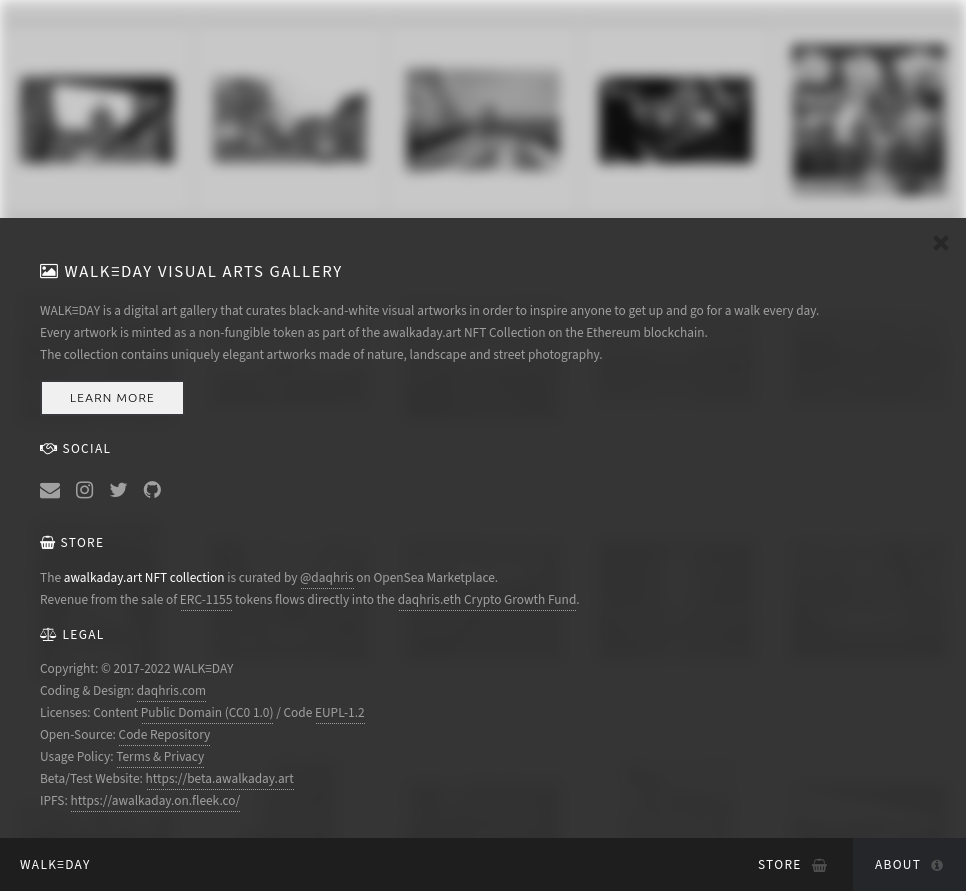 WALK≡DAY VISUAL ARTS GALLERY
WALK≡DAY is a digital art gallery that curates black-and-white visual artworks in order to inspire anyone to get up and go for a walk every day.
Every artwork is minted as a non-fungible token as part of the awalkaday.art NFT Collection on the Ethereum blockchain.
The collection contains uniquely elegant artworks made of nature, landscape and street photography.
LEARN MORE
SOCIAL
STORE
The awalkaday.art NFT collection is curated by @daqhris on OpenSea Marketplace.
Revenue from the sale of ERC-1155 tokens flows directly into the daqhris.eth Crypto Growth Fund.
LEGAL
Copyright: © 2017-2022 WALK≡DAY
Coding & Design: daqhris.com
Licenses: Content Public Domain (CC0 1.0) / Code EUPL-1.2
Open-Source: Code Repository
Usage Policy: Terms & Privacy
Beta/Test Website: https://beta.awalkaday.art
IPFS: https://awalkaday.on.fleek.co/
WALK≡DAY STORE ABOUT